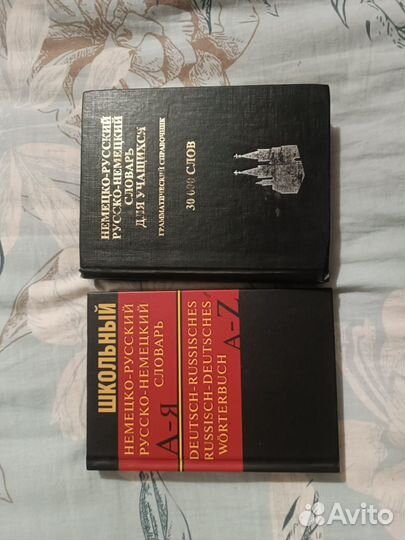 НЕМЕЦКО-РУССКИЙ
РУССКО-НЕМЕЦКИЙ
СЛОВАРЬ
ДЛЯ УЧАЩИХСЯ
ГРАММАТИЧЕСКИЙ СПРАВОЧНИК
30 000 СЛОВ
ШКОЛЬНЫЙ
НЕМЕЦКО-РУССКИЙ
РУССКО-НЕМЕЦКИЙ
СЛОВАРЬ
А-Я
DEUTSCH-RUSSISCHES
RUSSISCH-DEUTSCHES
WÖRTERBUCH
A-Z
Avito